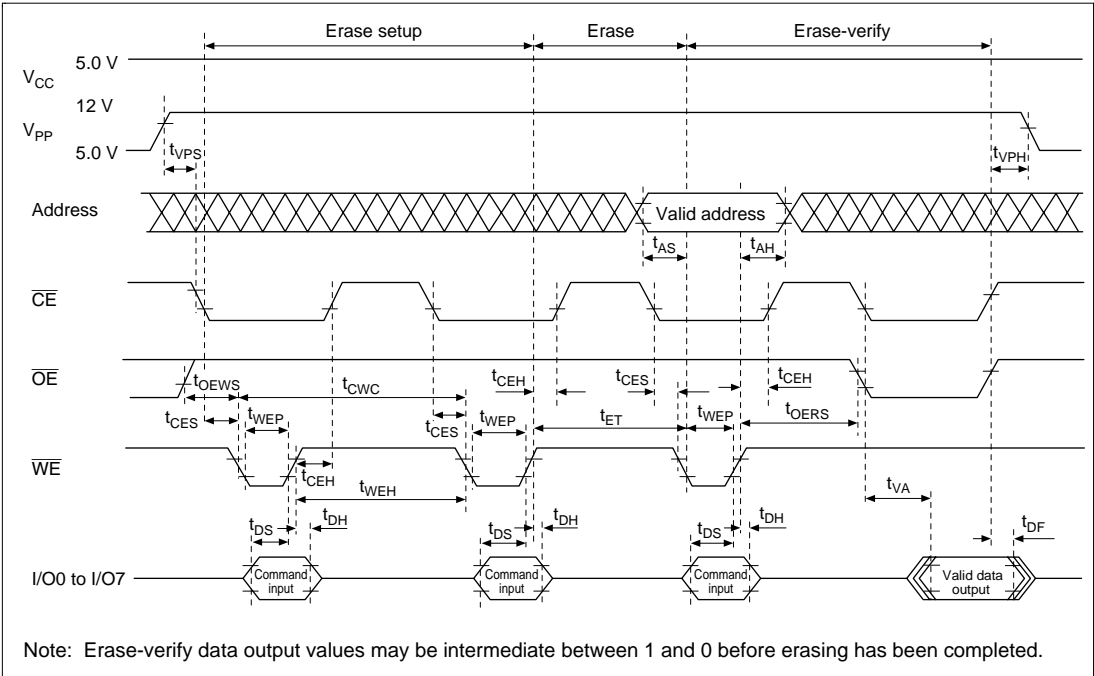 Erase setup Erase Erase-verify
5.0 V
VCC
12 V
VPP
5.0 V
tVPS tVPH
Address Valid address
tAS tAH
CE
OE
tOEWS tCWC tCEH tCES tCEH
tCES tWEP tCES tWEP tET tWEP tOERS
WE
tCEH
tWEH tVA
tDS tDH tDS tDH tDS tDH tDF
I/O0 to I/O7 Command input Command input Command input Valid data output
Note: Erase-verify data output values may be intermediate between 1 and 0 before erasing has been completed.